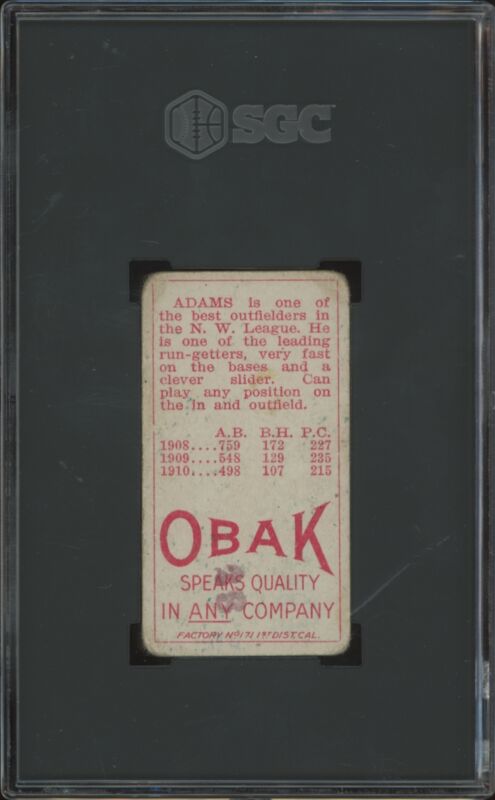 SGC
ADAMS is one of
the best outfielders in
the N. W. League. He
is one of the leading
run-getters, very fast
on the bases and a
clever slider. Can
play any position on
the in and outfield.
A.B. B.H. P.C.
1908....759 172 227
1909....548 129 235
1910....498 107 215
OBAK
SPEAKS QUALITY
IN ANY COMPANY
FACTORY Nº171 1ST DIST. CAL.